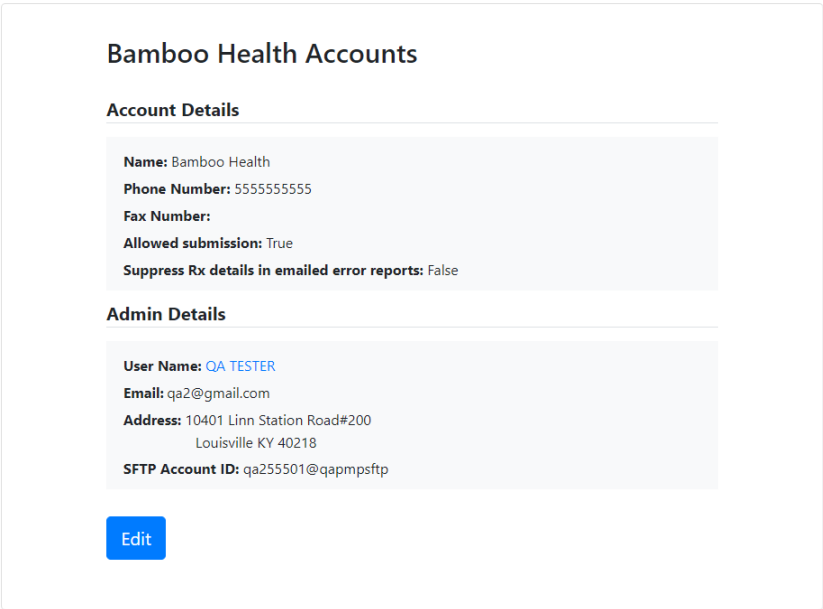 Bamboo Health Accounts
Account Details
Name: Bamboo Health
Phone Number: 5555555555
Fax Number:
Allowed submission: True
Suppress Rx details in emailed error reports: False
Admin Details
User Name: QA TESTER
Email: qa2@gmail.com
Address: 10401 Linn Station Road#200
Louisville KY 40218
SFTP Account ID: qa255501@qapmpsftp
Edit